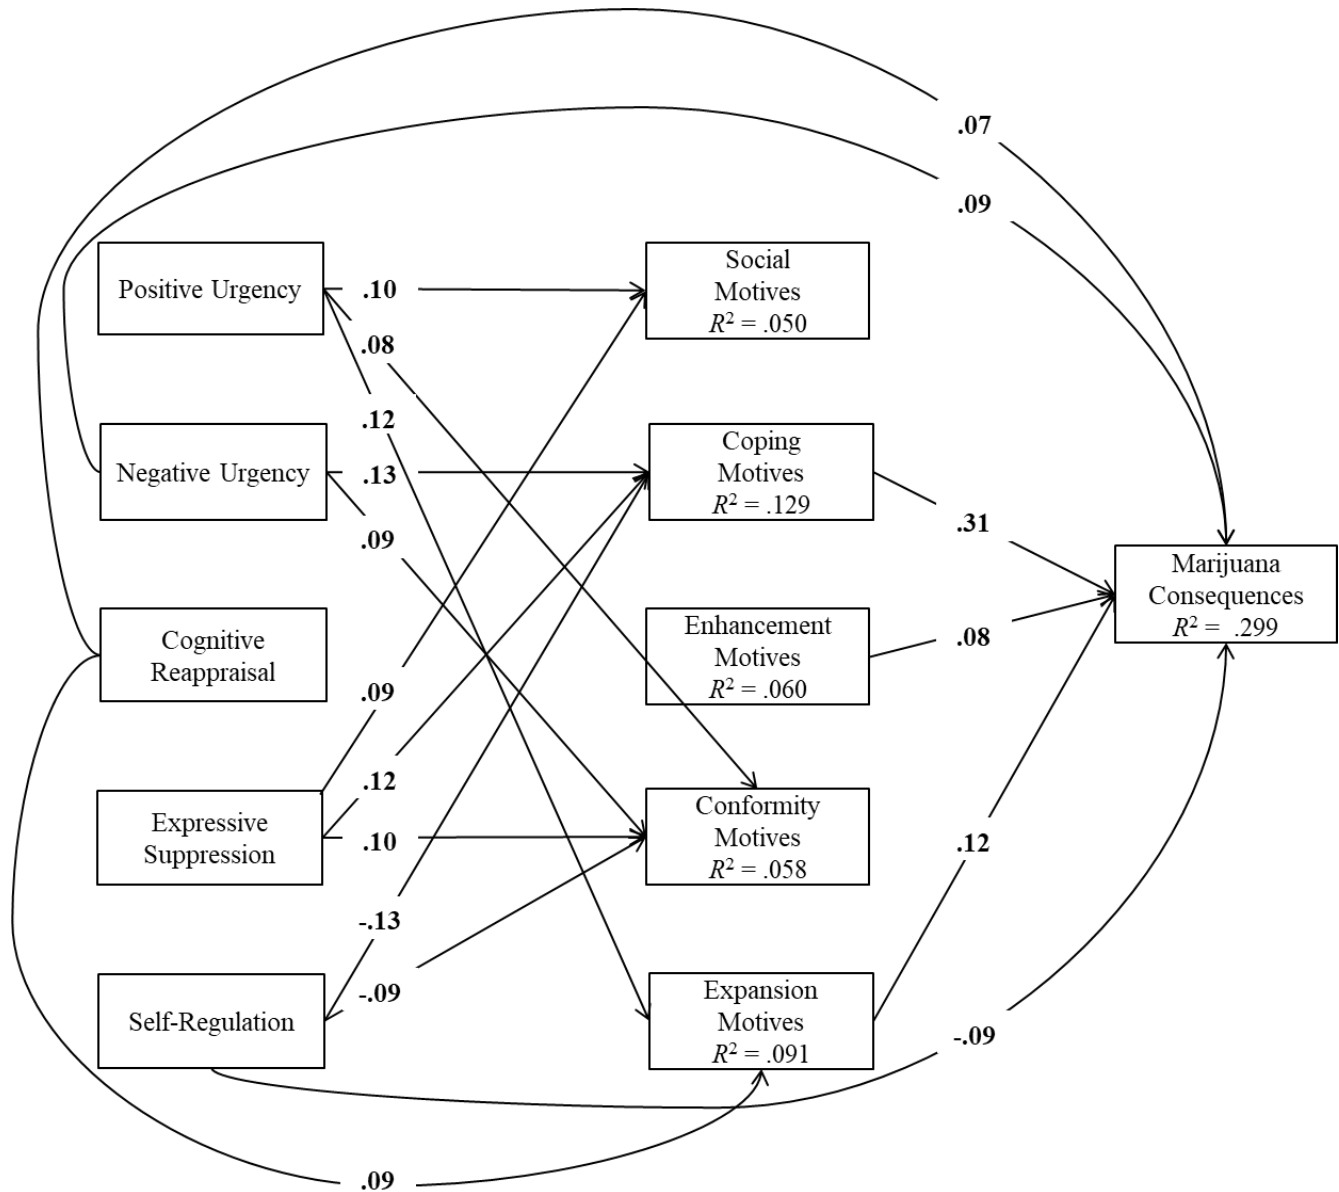 .07
.09
Positive Urgency
.10
Social
Motives
R² = .050
.08
.12
Negative Urgency
.13
Coping
Motives
R² = .129
.09
.31
Marijuana
Consequences
R² = .299
Cognitive
Reappraisal
Enhancement
Motives
R² = .060
.08
.09
.12
Expressive
Suppression
.10
Conformity
Motives
R² = .058
.12
-.13
-.09
Self-Regulation
Expansion
Motives
R² = .091
-.09
.09